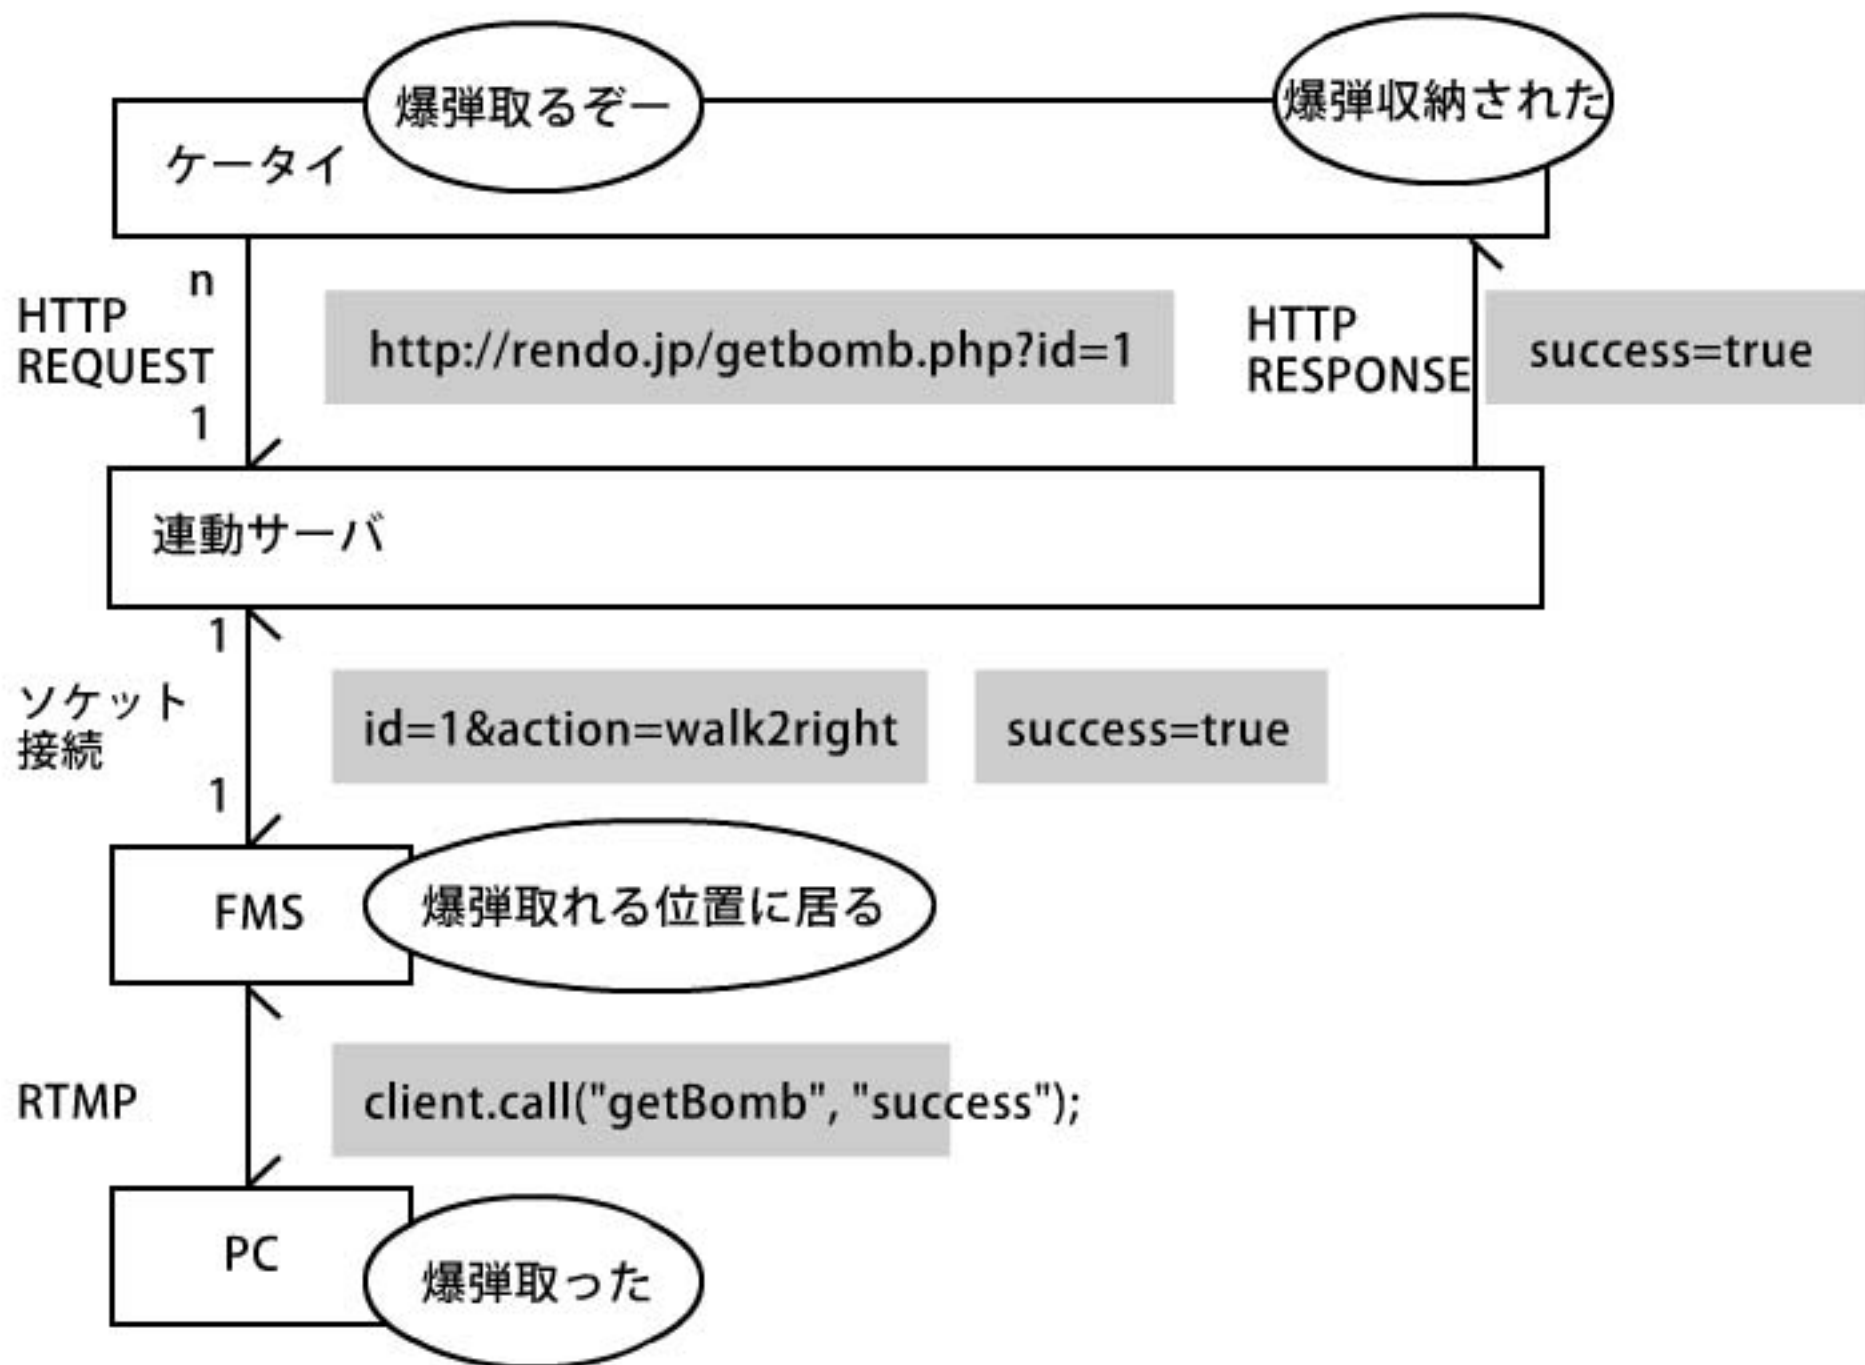 爆弾取るぞー
爆弾収納された
ケータイ
n
HTTP
REQUEST
1
http://rendo.jp/getbomb.php?id=1
HTTP
RESPONSE
success=true
連動サーバ
1
ソケット
接続
1
id=1&action=walk2right
success=true
FMS
爆弾取れる位置に居る
RTMP
client.call("getBomb", "success");
PC
爆弾取った